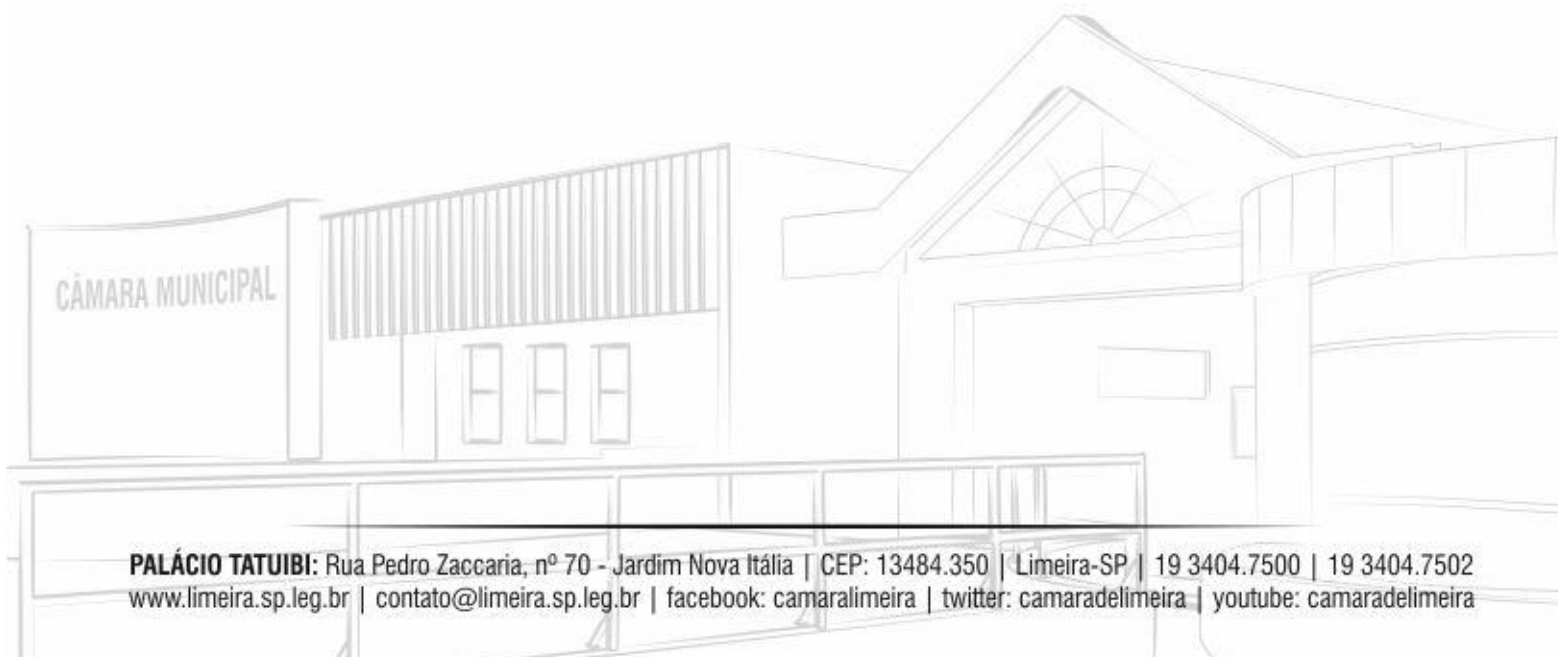 CÂMARA MUNICIPAL
PALÁCIO TATUIBI: Rua Pedro Zaccaria, nº 70 - Jardim Nova Itália | CEP: 13484.350 | Limeira-SP | 19 3404.7500 | 19 3404.7502
www.limeira.sp.leg.br | contato@limeira.sp.leg.br | facebook: camaralimeira | twitter: camaradelimeira | youtube: camaradelimeira